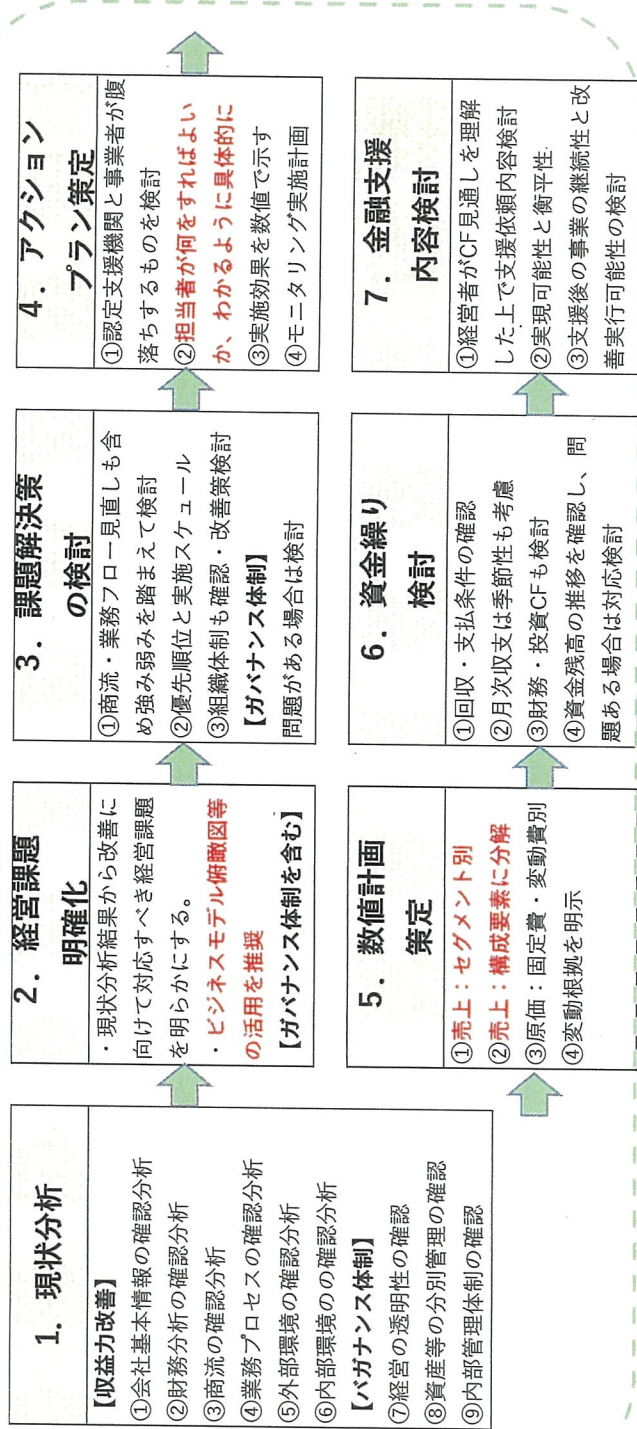 1. 現状分析
【収益力改善】
①会社基本情報の確認分析
②財務分析の確認分析
③商流の確認分析
④業務プロセスの確認分析
⑤外部環境の確認分析
⑥内部環境のの確認分析
【バガナンス体制】
⑦経営の透明性の確認
⑧資産等の分別管理の確認
⑨内部管理体制の確認
2. 経営課題
明確化
・現状分析結果から改善に
向けて対応すべき経営課題
を明らかにする。
・ビジネスモデル俯瞰図等
の活用を推奨
【ガバナンス体制を含む】
3. 課題解決策
の検討
①商流・業務フロー見直しも含
め強み弱みを踏まえて検討
②優先順位と実施スケジュール
③組織体制も確認・改善策検討
【ガバナンス体制】
問題がある場合は検討
4. アクション
プラン策定
①認定支援機関と事業者が腹
落ちするものを検討
②担当者が何をすればよい
か、わかるように具体的に
③実施効果を数値で示す
④モニタリング実施計画
5. 数値計画
策定
①売上：セグメント別
②売上：構成要素に分解
③原価：固定費・変動費別
④変動根拠を明示
6. 資金繰り
検討
①回収・支払条件の確認
②月次収支は季節性も考慮
③財務・投資CFも検討
④資金残高の推移を確認し、問
題ある場合は対応検討
7. 金融支援
内容検討
①経営者がCF見通しを理解
した上で支援依頼内容検討
②実現可能性と衡平性
③支援後の事業の継続性と改
善実行可能性の検討